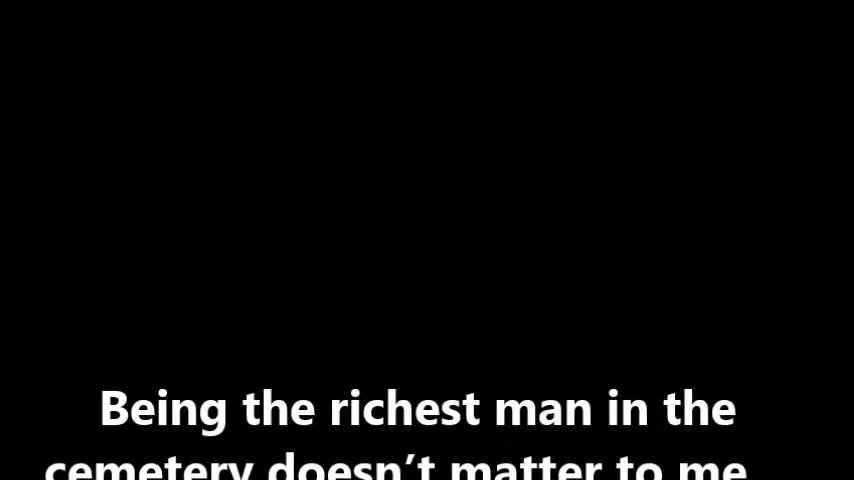 Being the richest man in the
cemetery doesn’t matter to me